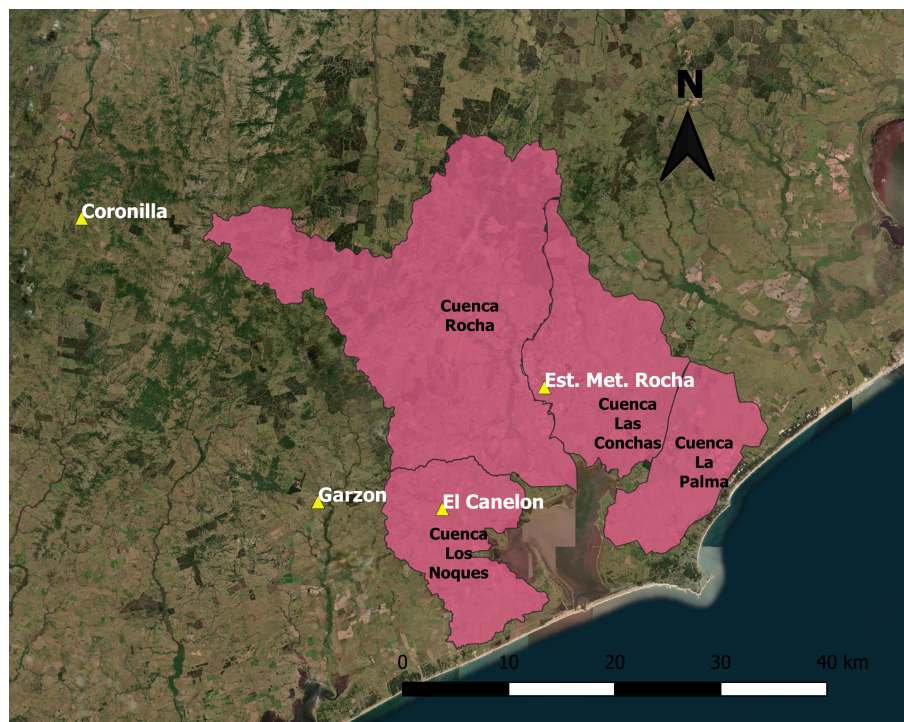 N
Coronilla
Cuenca
Rocha
Est. Met. Rocha
Cuenca
Las
Conchas
Cuenca
La
Palma
Garzon
El Canelon
Cuenca
Los
Noques
0 10 20 30 40 km